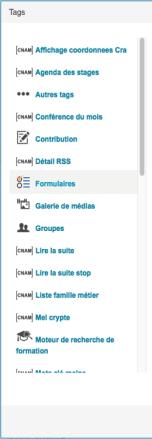 Tags
|CNAM| Affichage coordonnees Cra
|CNAM| Agenda des stages
Autres tags
|CNAM| Conférence du mois
Contribution
|CNAM| Détail RSS
Formulaires
Galerie de médias
Groupes
|CNAM| Lire la suite
|CNAM| Lire la suite stop
|CNAM| Liste famille métier
|CNAM| Mel crypte
Moteur de recherche de
formation